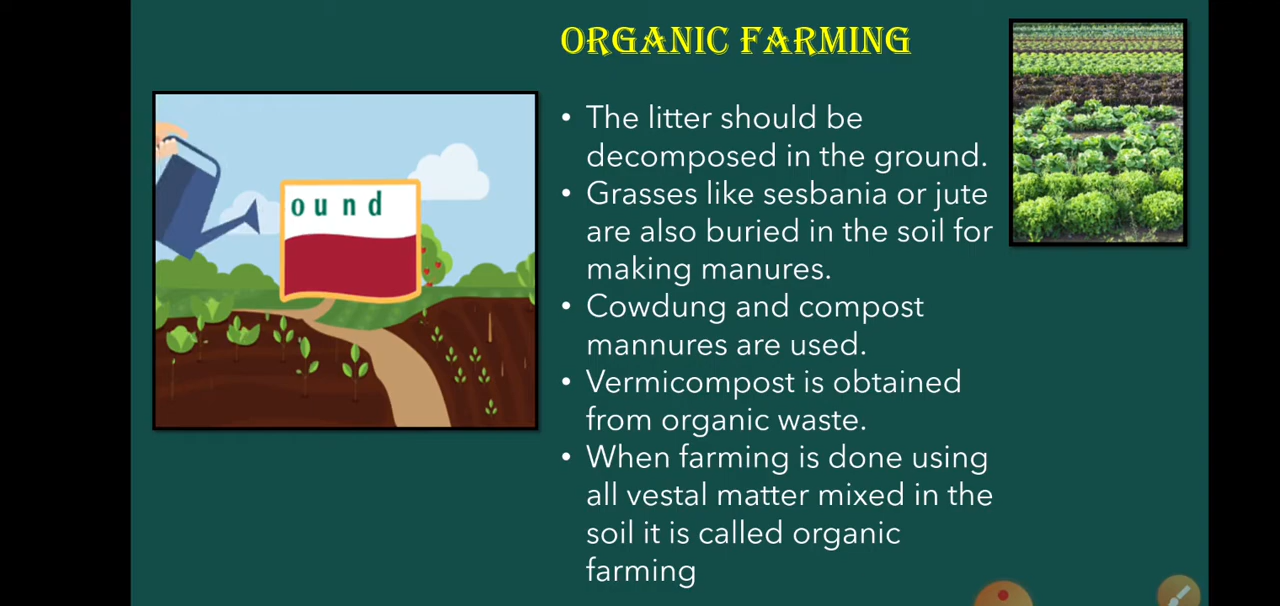 ORGANIC FARMING
ound
• The litter should be
decomposed in the ground.
• Grasses like sesbania or jute
are also buried in the soil for
making manures.
• Cowdung and compost
mannures are used.
• Vermicompost is obtained
from organic waste.
• When farming is done using
all vestal matter mixed in the
soil it is called organic
farming